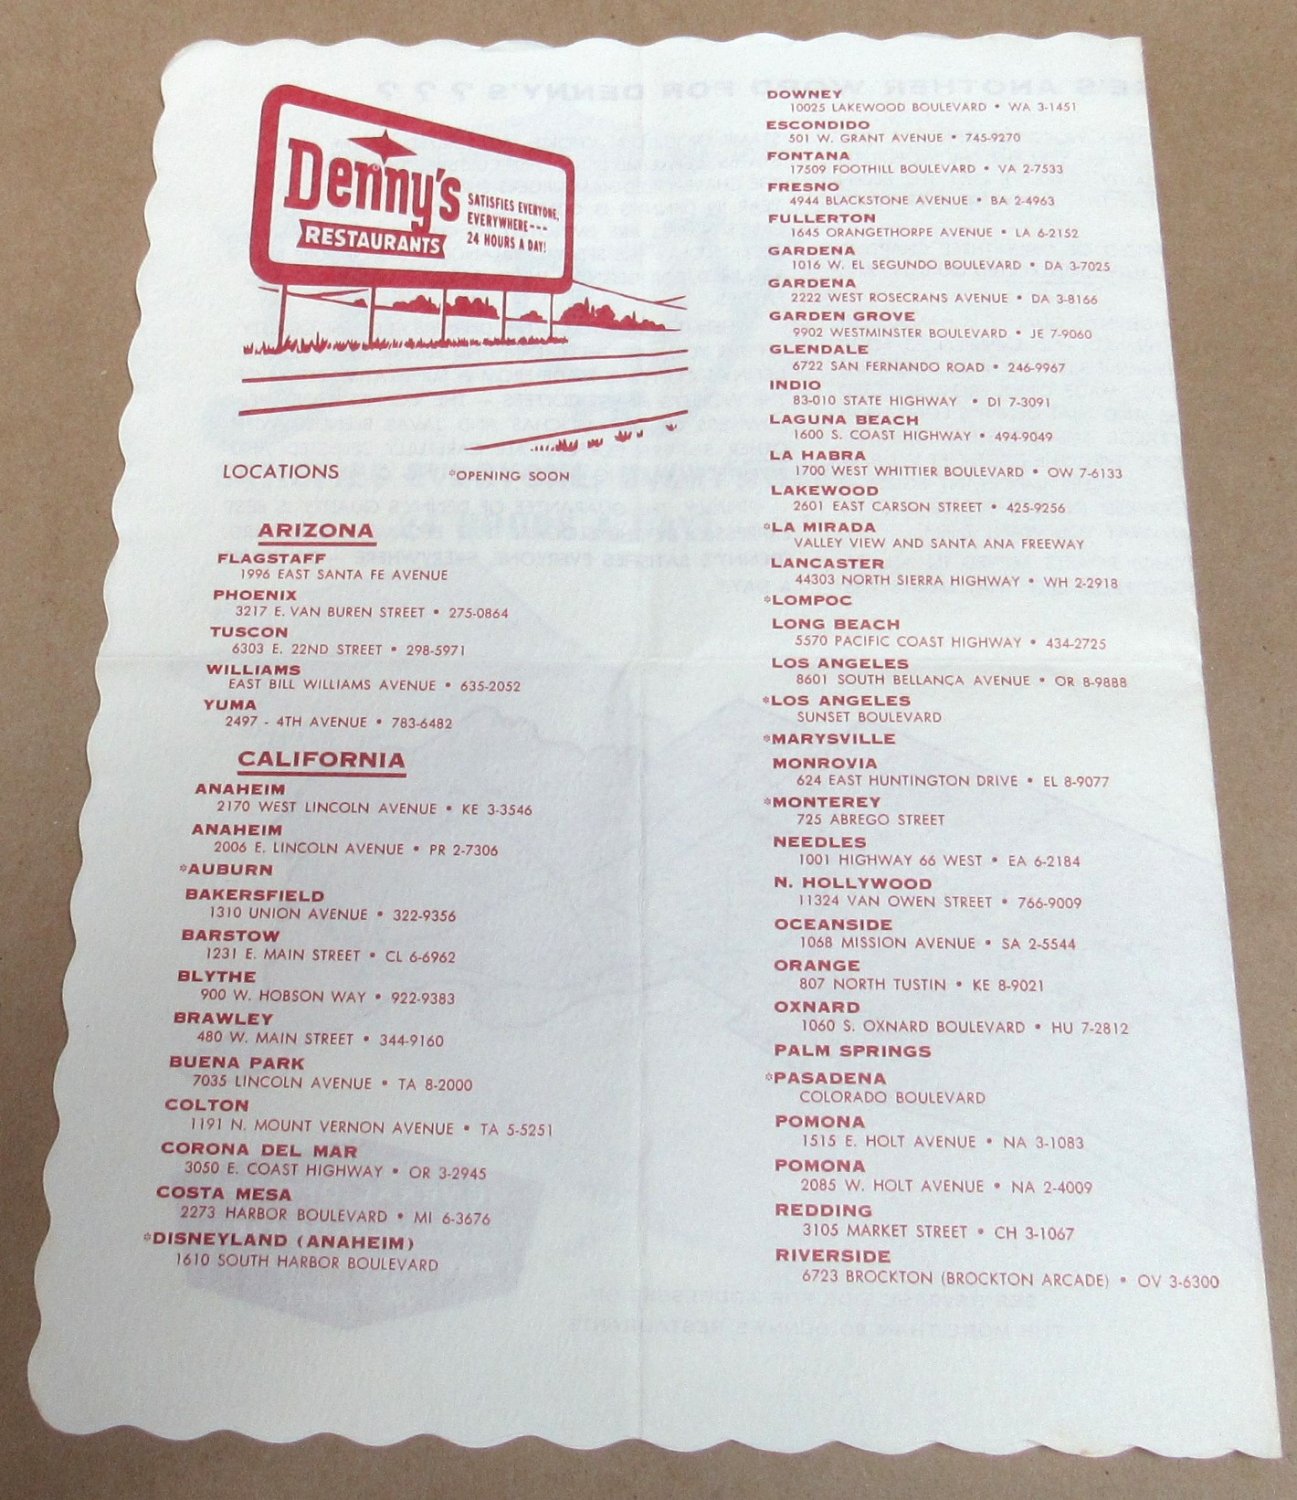 Denny's
RESTAURANTS
SATISFIES EVERYONE,
EVERYWHERE---
24 HOURS A DAY!
LOCATIONS
*OPENING SOON
ARIZONA
FLAGSTAFF
1996 EAST SANTA FE AVENUE
PHOENIX
3217 E. VAN BUREN STREET • 275-0864
TUSCON
6303 E. 22ND STREET • 298-5971
WILLIAMS
EAST BILL WILLIAMS AVENUE • 635-2052
YUMA
2497 - 4TH AVENUE • 783-6482
CALIFORNIA
ANAHEIM
2170 WEST LINCOLN AVENUE • KE 3-3546
ANAHEIM
2006 E. LINCOLN AVENUE • PR 2-7306
*AUBURN
BAKERSFIELD
1310 UNION AVENUE • 322-9356
BARSTOW
1231 E. MAIN STREET • CL 6-6962
BLYTHE
900 W. HOBSON WAY • 922-9383
BRAWLEY
480 W. MAIN STREET • 344-9160
BUENA PARK
7035 LINCOLN AVENUE • TA 8-2000
COLTON
1191 N. MOUNT VERNON AVENUE • TA 5-5251
CORONA DEL MAR
3050 E. COAST HIGHWAY • OR 3-2945
COSTA MESA
2273 HARBOR BOULEVARD • MI 6-3676
*DISNEYLAND (ANAHEIM)
1610 SOUTH HARBOR BOULEVARD
DOWNEY
10025 LAKEWOOD BOULEVARD • WA 3-1451
ESCONDIDO
501 W. GRANT AVENUE • 745-9270
FONTANA
17509 FOOTHILL BOULEVARD • VA 2-7533
FRESNO
4944 BLACKSTONE AVENUE • BA 2-4963
FULLERTON
1645 ORANGETHORPE AVENUE • LA 6-2152
GARDENA
1016 W. EL SEGUNDO BOULEVARD • DA 3-7025
GARDENA
2222 WEST ROSECRANS AVENUE • DA 3-8166
GARDEN GROVE
9902 WESTMINSTER BOULEVARD • JE 7-9060
GLENDALE
6722 SAN FERNANDO ROAD • 246-9967
INDIO
83-010 STATE HIGHWAY • DI 7-3091
LAGUNA BEACH
1600 S. COAST HIGHWAY • 494-9049
LA HABRA
1700 WEST WHITTIER BOULEVARD • OW 7-6133
LAKEWOOD
2601 EAST CARSON STREET • 425-9256
*LA MIRADA
VALLEY VIEW AND SANTA ANA FREEWAY
LANCASTER
44303 NORTH SIERRA HIGHWAY • WH 2-2918
*LOMPOC
LONG BEACH
5570 PACIFIC COAST HIGHWAY • 434-2725
LOS ANGELES
8601 SOUTH BELLANCA AVENUE • OR 8-9888
*LOS ANGELES
SUNSET BOULEVARD
*MARYSVILLE
MONROVIA
624 EAST HUNTINGTON DRIVE • EL 8-9077
*MONTEREY
725 ABREGO STREET
NEEDLES
1001 HIGHWAY 66 WEST • EA 6-2184
N. HOLLYWOOD
11324 VAN OWEN STREET • 766-9009
OCEANSIDE
1068 MISSION AVENUE • SA 2-5544
ORANGE
807 NORTH TUSTIN • KE 8-9021
OXNARD
1060 S. OXNARD BOULEVARD • HU 7-2812
PALM SPRINGS
*PASADENA
COLORADO BOULEVARD
POMONA
1515 E. HOLT AVENUE • NA 3-1083
POMONA
2085 W. HOLT AVENUE • NA 2-4009
REDDING
3105 MARKET STREET • CH 3-1067
RIVERSIDE
6723 BROCKTON (BROCKTON ARCADE) • OV 3-6300